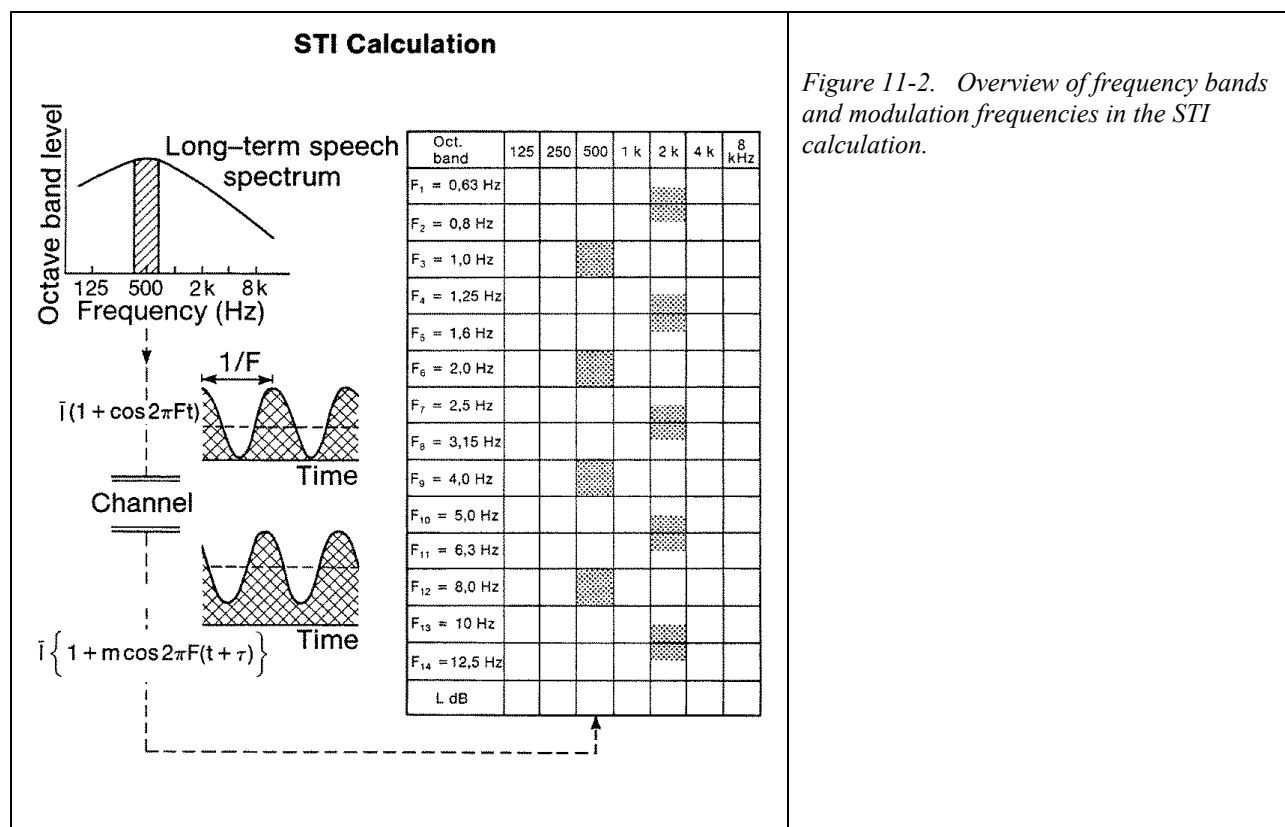 STI Calculation
Octave band level
Long–term speech
spectrum
125 500 2k 8k
Frequency (Hz)
1/F
Ī(1 + cos2πFt)
Time
Channel
Time
Ī { 1 + m cos2πF(t + τ) }
Oct. band 125 250 500 1 k 2 k 4 k 8 kHz
F₁ = 0,63 Hz
F₂ = 0,8 Hz
F₃ = 1,0 Hz
F₄ = 1,25 Hz
F₅ = 1,6 Hz
F₆ = 2,0 Hz
F₇ = 2,5 Hz
F₈ = 3,15 Hz
F₉ = 4,0 Hz
F₁₀ = 5,0 Hz
F₁₁ = 6,3 Hz
F₁₂ = 8,0 Hz
F₁₃ = 10 Hz
F₁₄ = 12,5 Hz
L dB
Figure 11-2. Overview of frequency bands
and modulation frequencies in the STI
calculation.